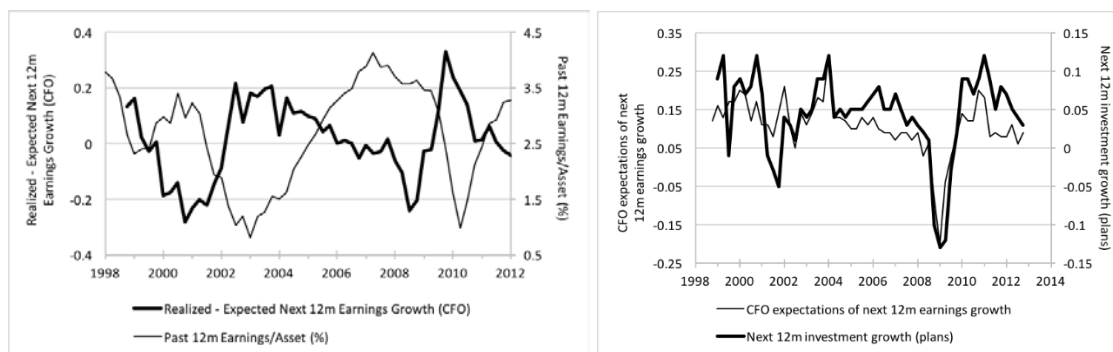 0.4
0.2
0
-0.2
-0.4
Realized - Expected Next 12m
Earnings Growth (CFO)
4.5
3.5
2.5
1.5
0.5
Past 12m Earnings/Asset (%)
1998 2000 2002 2004 2006 2008 2010 2012
Realized - Expected Next 12m Earnings Growth (CFO)
Past 12m Earnings/Asset (%)
0.35
0.25
0.15
0.05
-0.05
-0.15
-0.25
CFO expectations of next
12m earnings growth
0.15
0.1
0.05
0
-0.05
-0.1
-0.15
Next 12m investment
growth (plans)
1998 2000 2002 2004 2006 2008 2010 2012 2014
CFO expectations of next 12m earnings growth
Next 12m investment growth (plans)